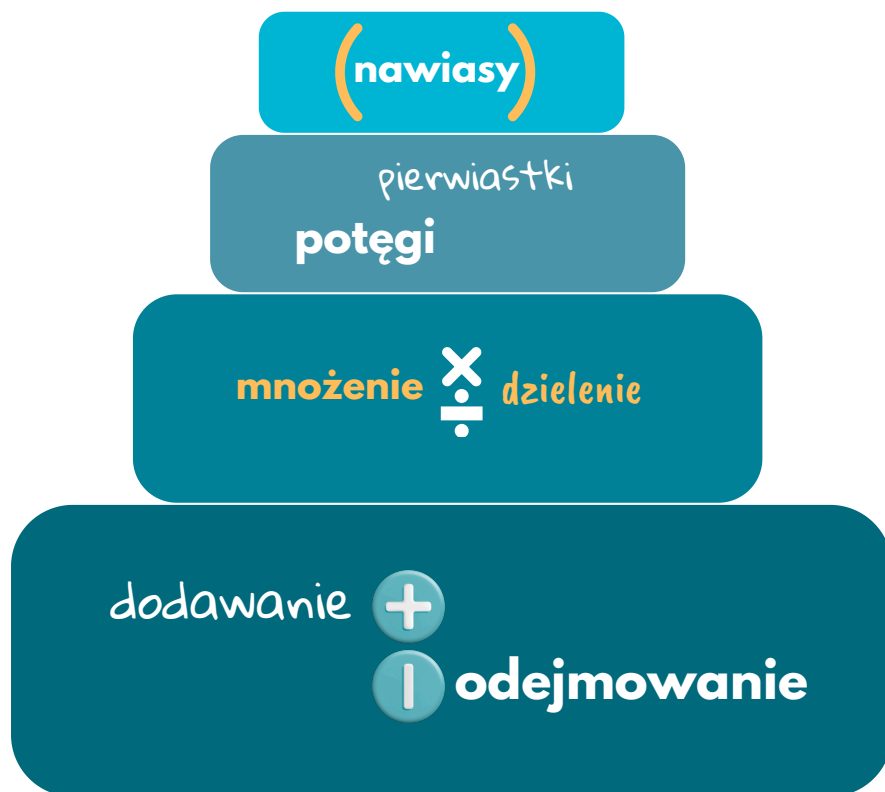 (nawiasy)
pierwiastki
potęgi
mnożenie × ÷ dzielenie
dodawanie +
| odejmowanie